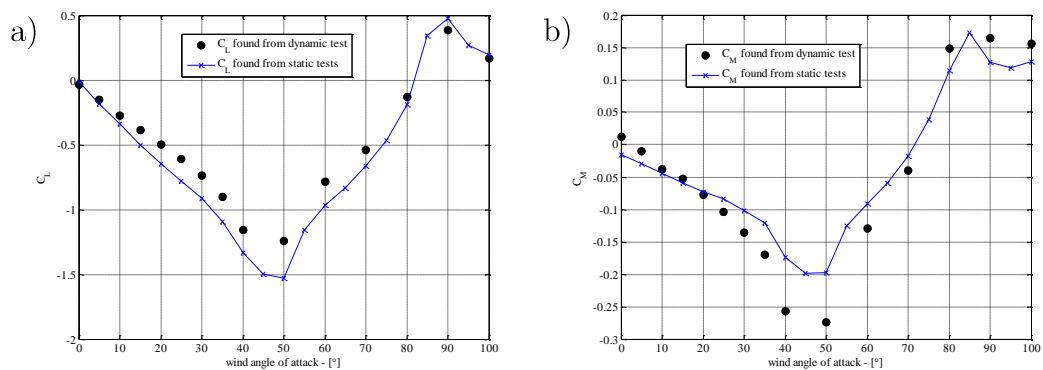 a)
C_L found from dynamic test
C_L found from static tests
0.5
0
-0.5
-1
-1.5
-2
C_L
0 10 20 30 40 50 60 70 80 90 100
wind angle of attack - [°]
b)
C_M found from dynamic test
C_M found from static tests
0.2
0.15
0.1
0.05
0
-0.05
-0.1
-0.15
-0.2
-0.25
-0.3
C_M
0 10 20 30 40 50 60 70 80 90 100
wind angle of attack - [°]